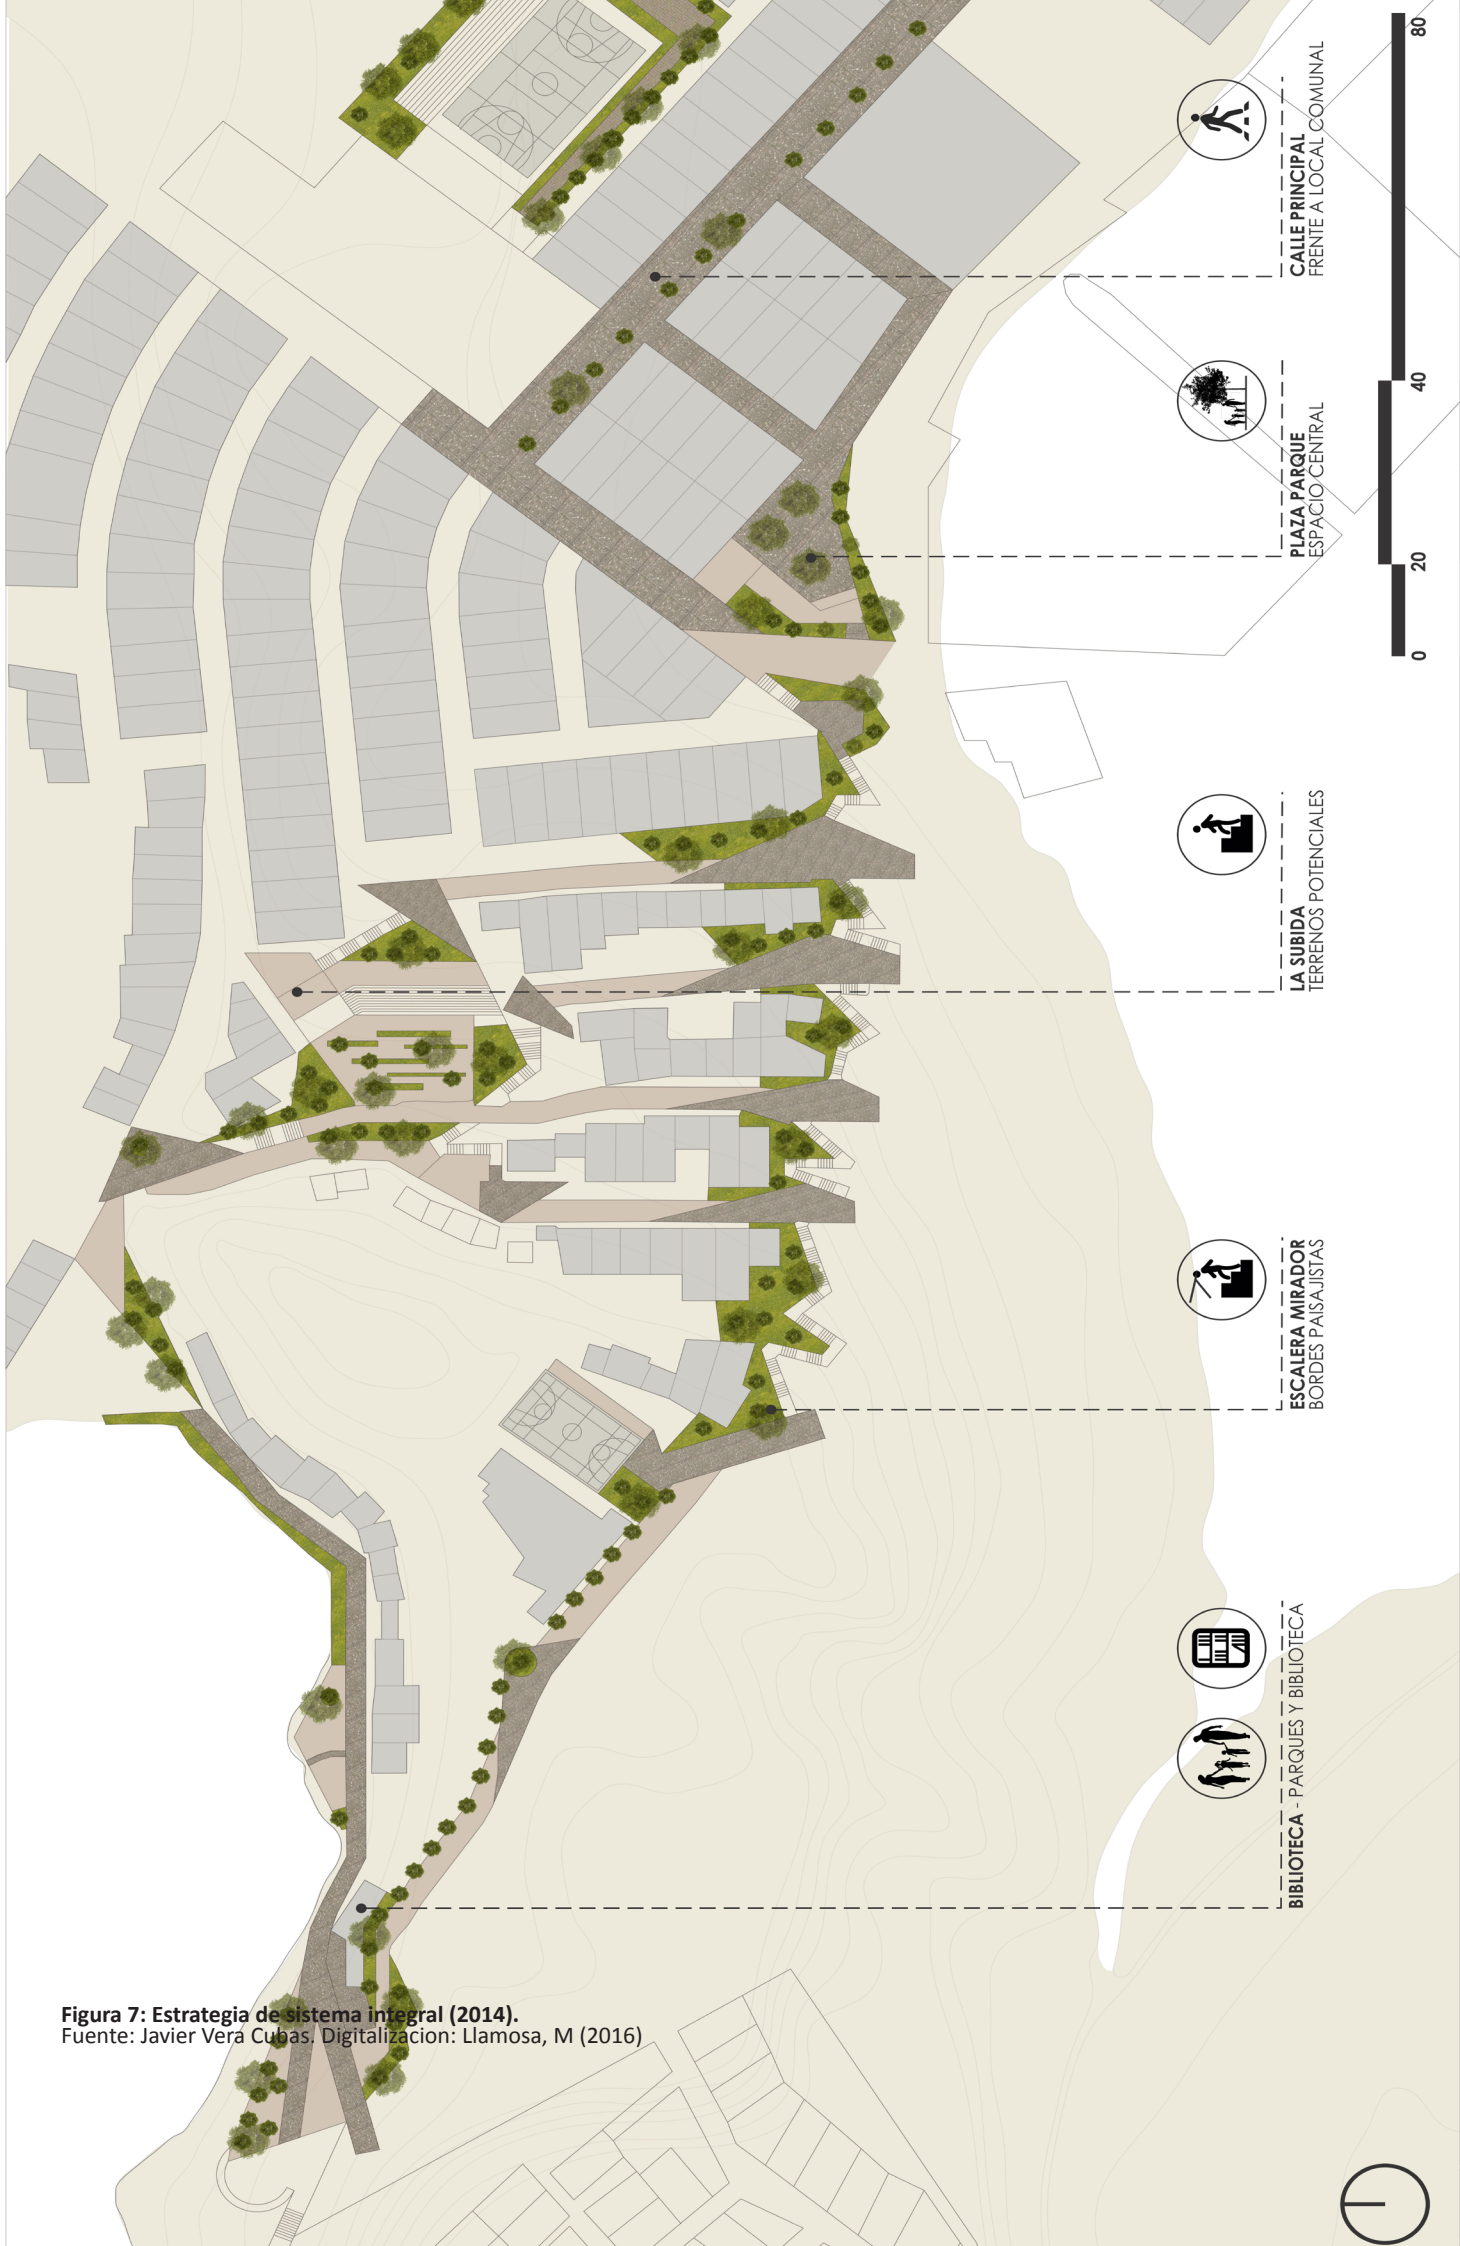 CALLE PRINCIPAL
FRENTE A LOCAL COMUNAL
PLAZA PARQUE
ESPACIO CENTRAL
LA SUBIDA
TERRENOS POTENCIALES
ESCALERA MIRADOR
BORDES PAISAJISTAS
BIBLIOTECA - PARQUES Y BIBLIOTECA
0 20 40 80
Figura 7: Estrategia de sistema integral (2014).
Fuente: Javier Vera Cubas. Digitalizacion: Llamosa, M (2016)